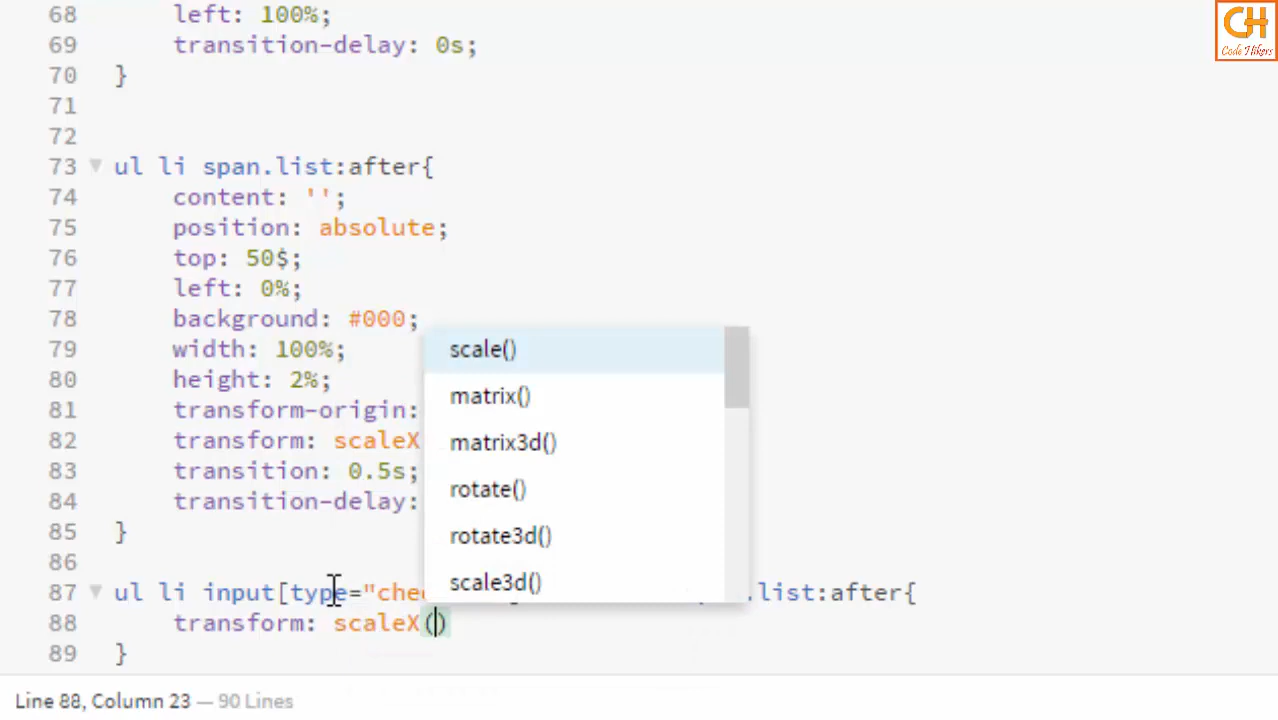 CH
Code Hikers
68 left: 100%;
69 transition-delay: 0s;
70 }
71
72
73 ul li span.list:after{
74 content: '';
75 position: absolute;
76 top: 50$;
77 left: 0%;
78 background: #000;
79 width: 100%;
80 height: 2%;
81 transform-origin:
82 transform: scaleX
83 transition: 0.5s;
84 transition-delay:
85 }
86
87 ul li input[type="che .list:after{
88 transform: scaleX()
89 }
scale()
matrix()
matrix3d()
rotate()
rotate3d()
scale3d()
Line 88, Column 23 — 90 Lines